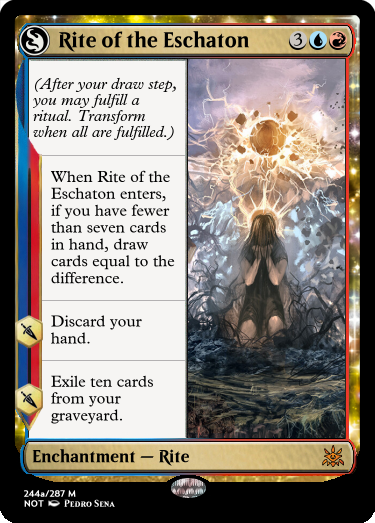 Rite of the Eschaton 3
(After your draw step,
you may fulfill a
ritual. Transform
when all are fulfilled.)
When Rite of the
Eschaton enters,
if you have fewer
than seven cards
in hand, draw
cards equal to the
difference.
Discard your
hand.
Exile ten cards
from your
graveyard.
Enchantment — Rite
244a/287 M
NOT Pedro Sena